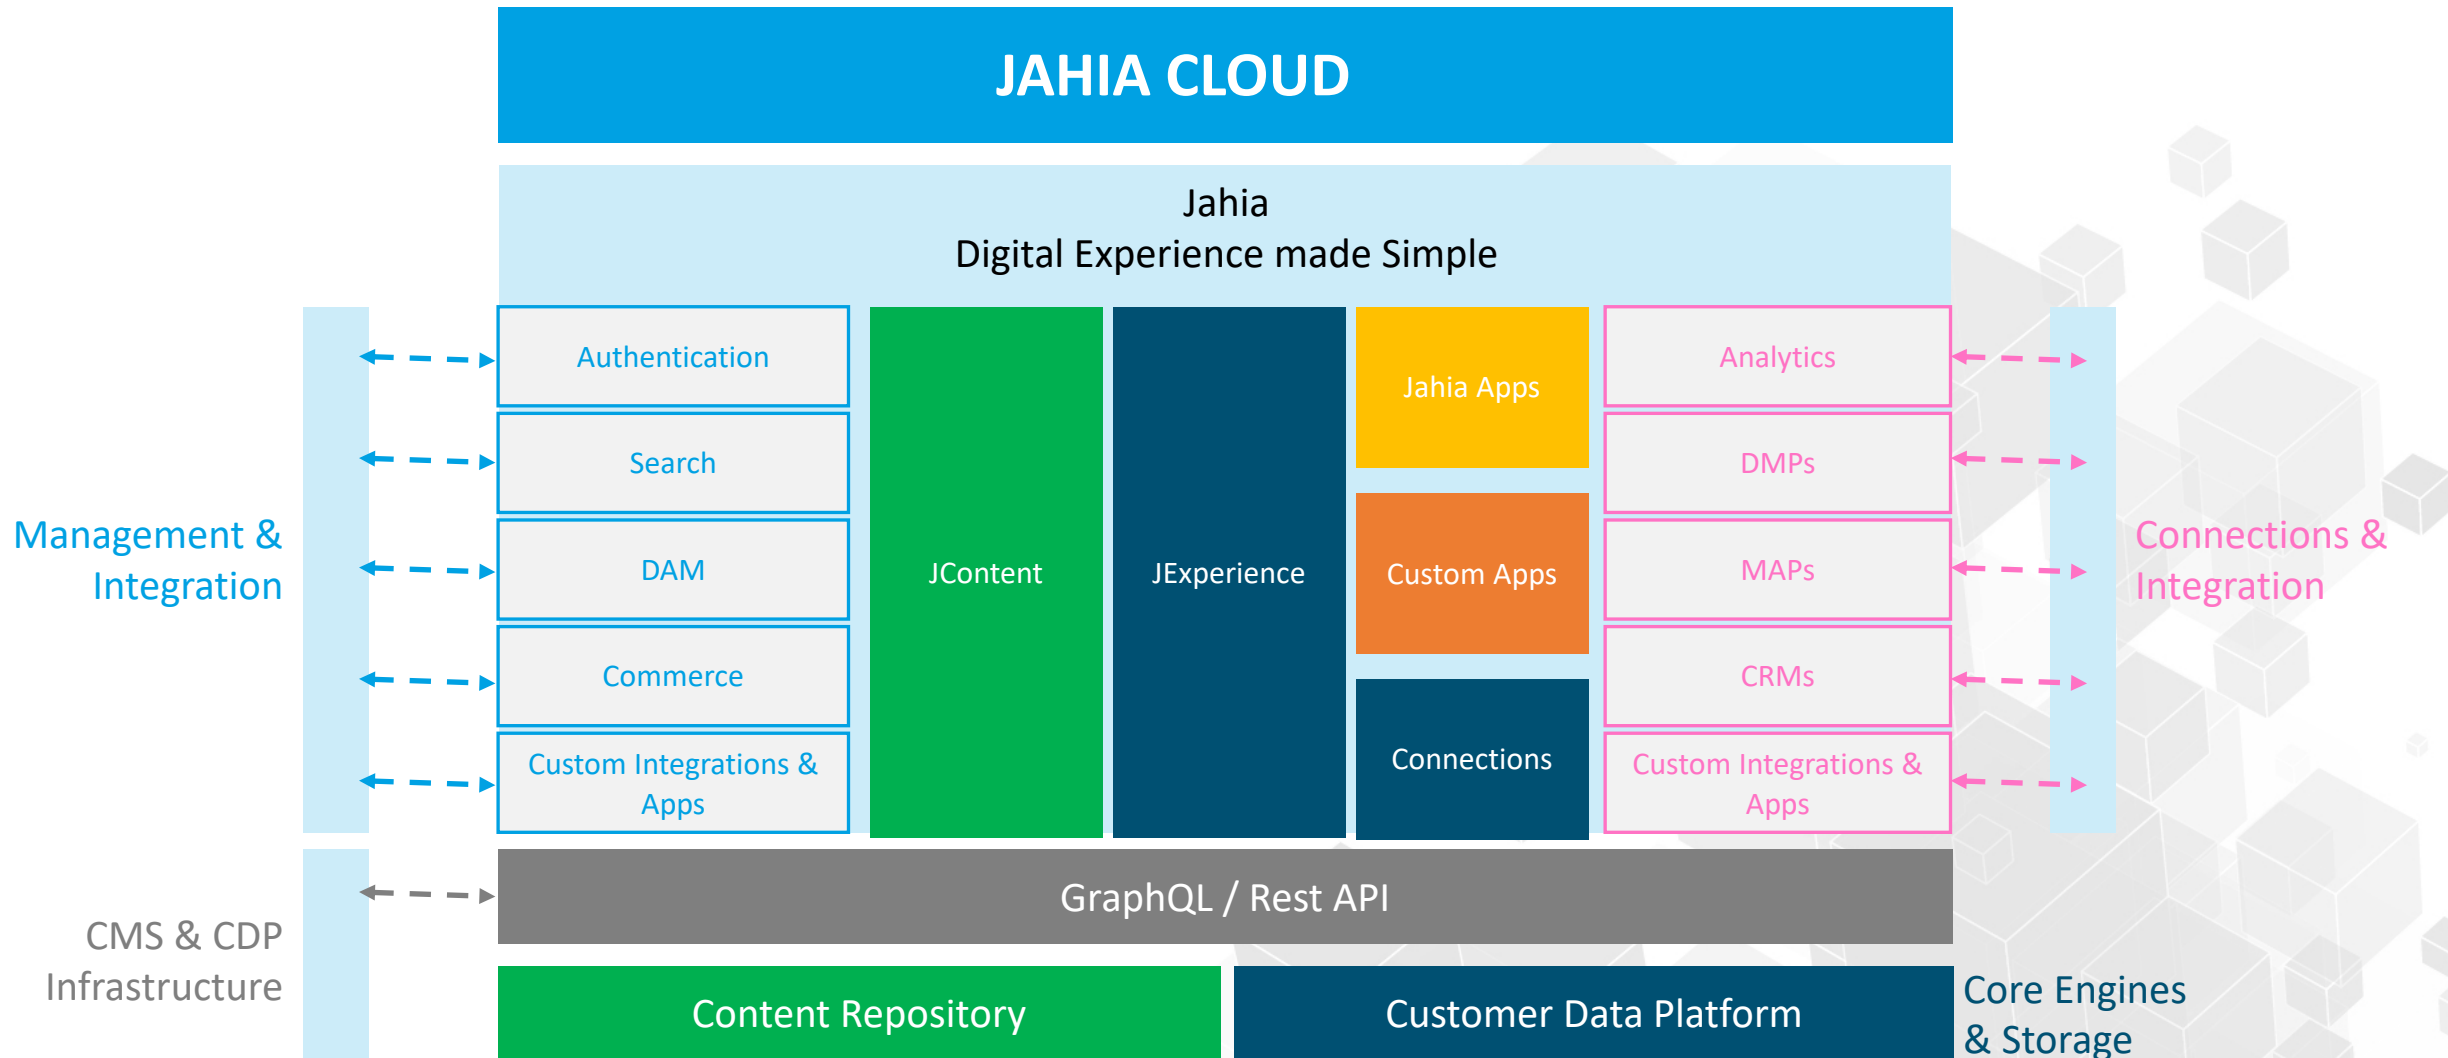 JAHIA CLOUD
Jahia
Digital Experience made Simple
Management &
Integration
Authentication
Search
DAM
Commerce
Custom Integrations &
Apps
JContent
JExperience
Jahia Apps
Custom Apps
Connections
Analytics
DMPs
MAPs
CRMs
Custom Integrations &
Apps
Connections &
Integration
CMS & CDP
Infrastructure
GraphQL / Rest API
Content Repository
Customer Data Platform
Core Engines
& Storage